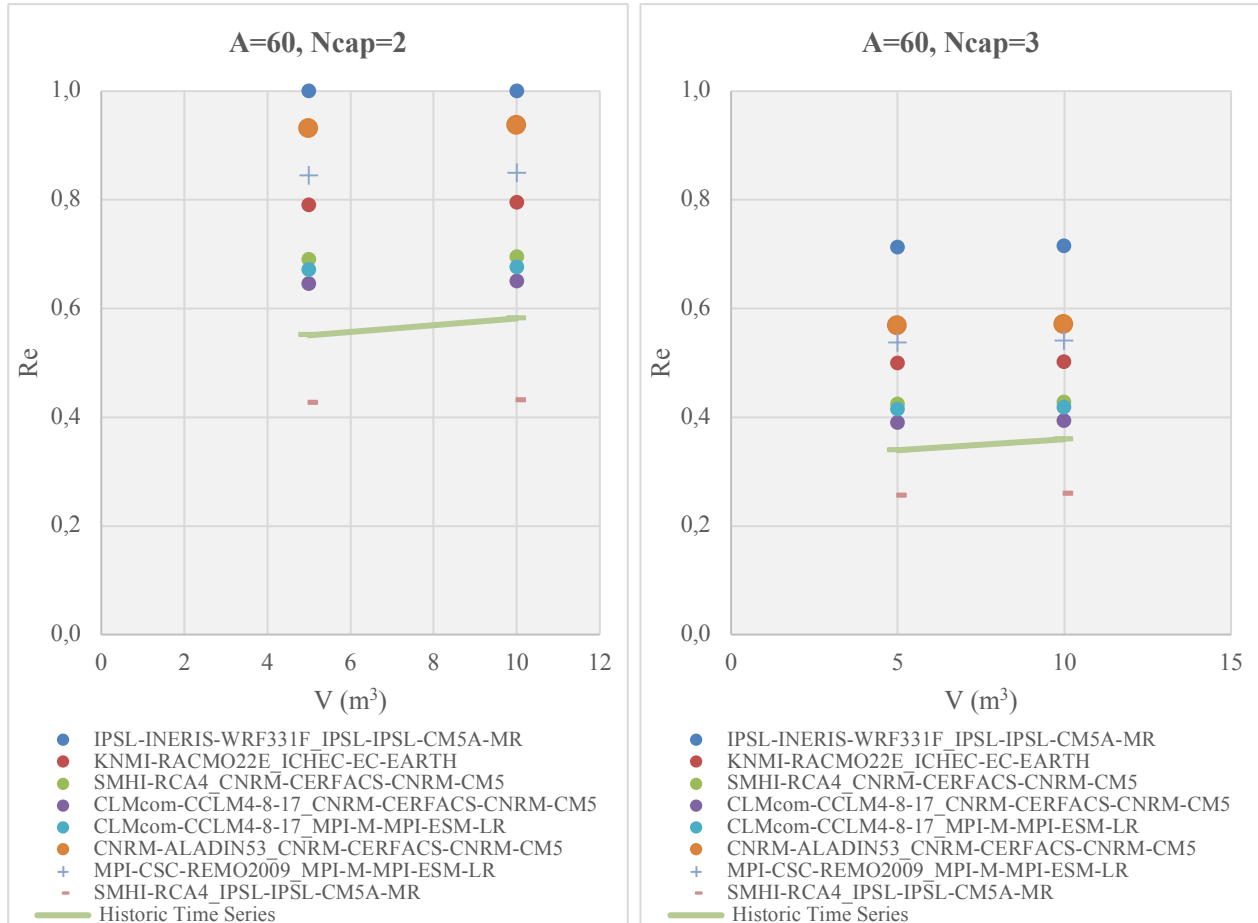 A=60, Ncap=2
1,0
0,8
0,6
0,4
0,2
0,0
Re
0 2 4 6 8 10 12
V (m³)
IPSL-INERIS-WRF331F_IPSL-IPSL-CM5A-MR
KNMI-RACMO22E_ICHEC-EC-EARTH
SMHI-RCA4_CNRM-CERFACS-CNRM-CM5
CLMcom-CCLM4-8-17_CNRM-CERFACS-CNRM-CM5
CLMcom-CCLM4-8-17_MPI-M-MPI-ESM-LR
CNRM-ALADIN53_CNRM-CERFACS-CNRM-CM5
MPI-CSC-REMO2009_MPI-M-MPI-ESM-LR
SMHI-RCA4_IPSL-IPSL-CM5A-MR
Historic Time Series
A=60, Ncap=3
1,0
0,8
0,6
0,4
0,2
0,0
Re
0 5 10 15
V (m³)
IPSL-INERIS-WRF331F_IPSL-IPSL-CM5A-MR
KNMI-RACMO22E_ICHEC-EC-EARTH
SMHI-RCA4_CNRM-CERFACS-CNRM-CM5
CLMcom-CCLM4-8-17_CNRM-CERFACS-CNRM-CM5
CLMcom-CCLM4-8-17_MPI-M-MPI-ESM-LR
CNRM-ALADIN53_CNRM-CERFACS-CNRM-CM5
MPI-CSC-REMO2009_MPI-M-MPI-ESM-LR
SMHI-RCA4_IPSL-IPSL-CM5A-MR
Historic Time Series